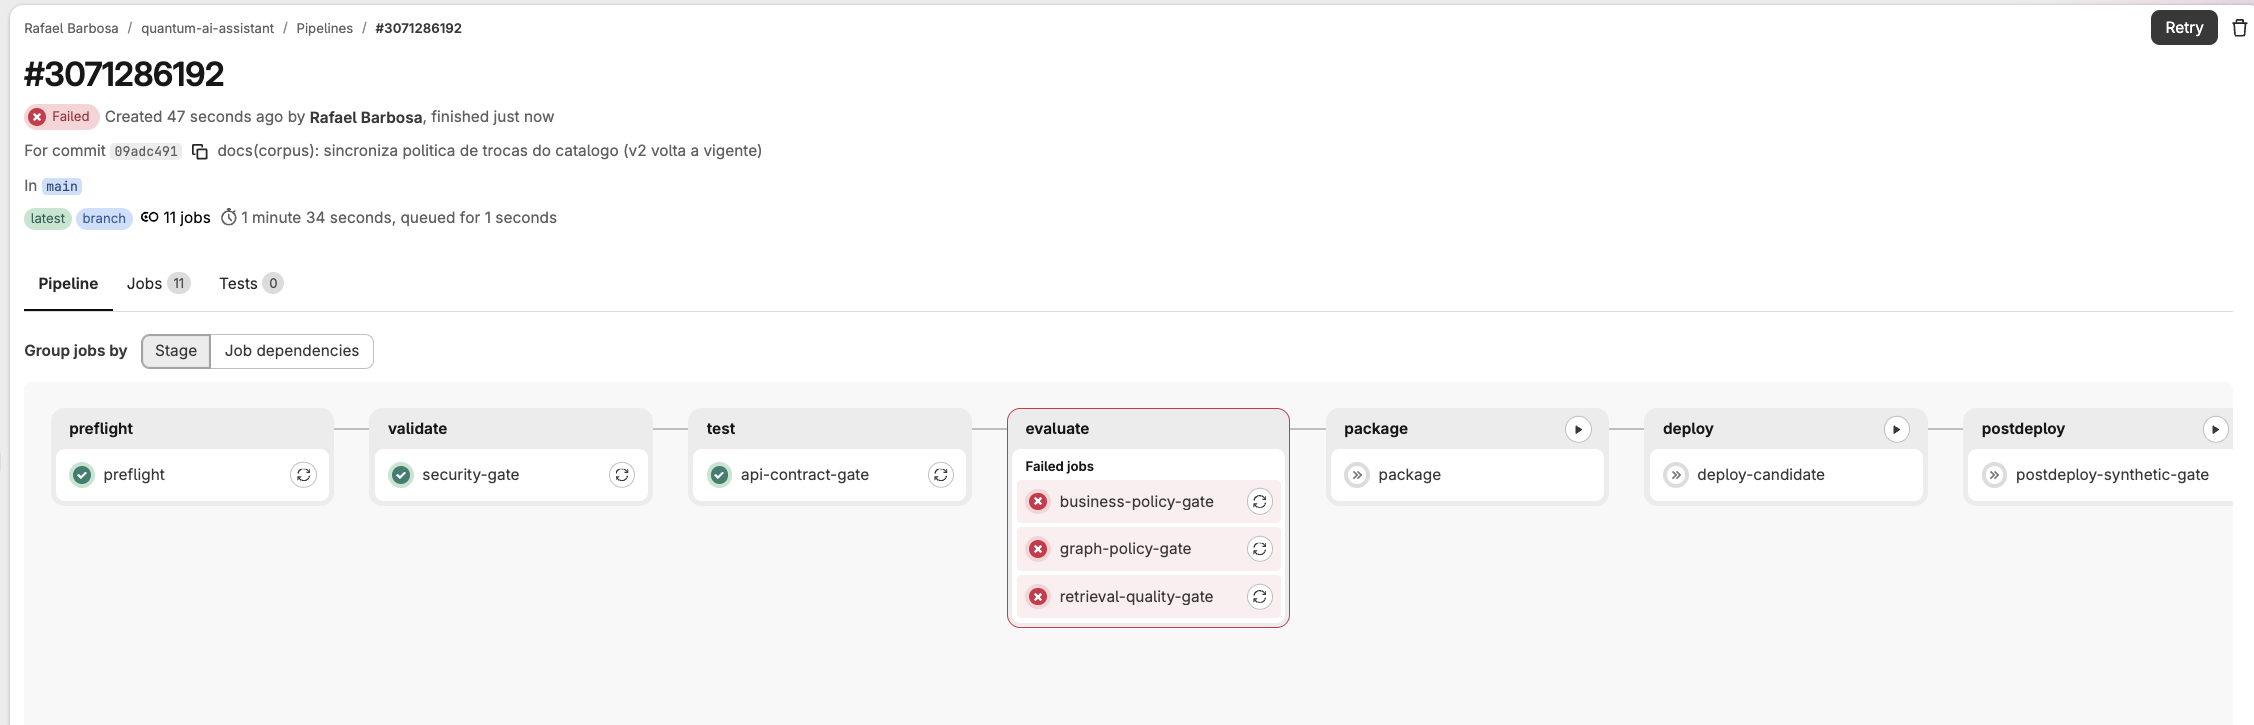 Rafael Barbosa / quantum-ai-assistant / Pipelines / #3071286192
Retry
#3071286192
Failed Created 47 seconds ago by Rafael Barbosa, finished just now
For commit 09adc491 docs(corpus): sincroniza politica de trocas do catalogo (v2 volta a vigente)
In main
latest branch 11 jobs 1 minute 34 seconds, queued for 1 seconds
Pipeline Jobs 11 Tests 0
Group jobs by Stage Job dependencies
preflight
preflight
validate
security-gate
test
api-contract-gate
evaluate
Failed jobs
business-policy-gate
graph-policy-gate
retrieval-quality-gate
package
package
deploy
deploy-candidate
postdeploy
postdeploy-synthetic-gate